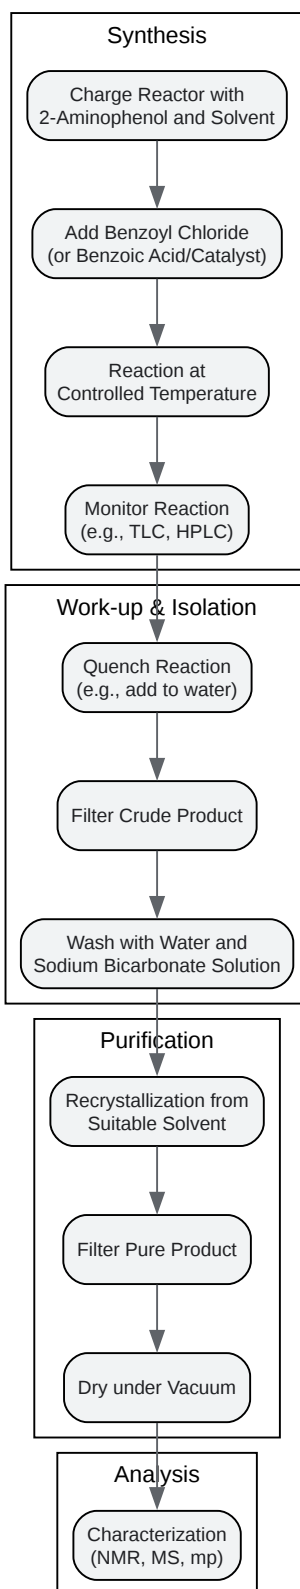 Synthesis
Charge Reactor with
2-Aminophenol and Solvent
Add Benzoyl Chloride
(or Benzoic Acid/Catalyst)
Reaction at
Controlled Temperature
Monitor Reaction
(e.g., TLC, HPLC)
Work-up & Isolation
Quench Reaction
(e.g., add to water)
Filter Crude Product
Wash with Water and
Sodium Bicarbonate Solution
Purification
Recrystallization from
Suitable Solvent
Filter Pure Product
Dry under Vacuum
Analysis
Characterization
(NMR, MS, mp)